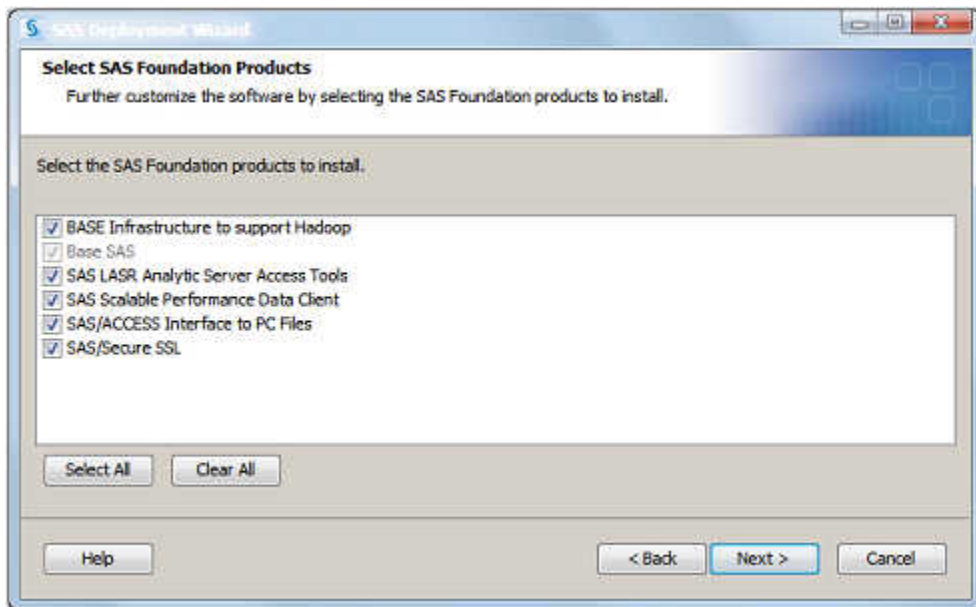 SAS Deployment Wizard
Select SAS Foundation Products
Further customize the software by selecting the SAS Foundation products to install.
Select the SAS Foundation products to install.
BASE Infrastructure to support Hadoop
Base SAS
SAS LASR Analytic Server Access Tools
SAS Scalable Performance Data Client
SAS/ACCESS Interface to PC Files
SAS/Secure SSL
Select All Clear All
Help < Back Next > Cancel